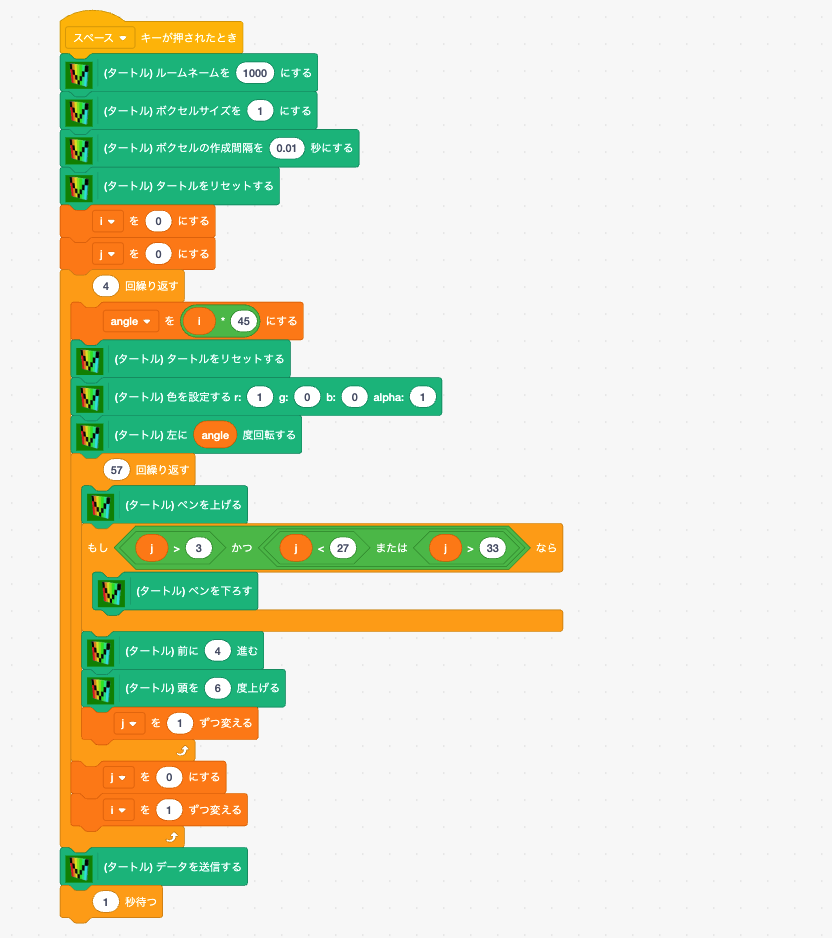 スペース キーが押されたとき
(タートル) ルームネームを 1000 にする
(タートル) ボクセルサイズを 1 にする
(タートル) ボクセルの作成間隔を 0.01 秒にする
(タートル) タートルをリセットする
i を 0 にする
j を 0 にする
4 回繰り返す
angle を i * 45 にする
(タートル) タートルをリセットする
(タートル) 色を設定する r: 1 g: 0 b: 0 alpha: 1
(タートル) 左に angle 度回転する
57 回繰り返す
(タートル) ペンを上げる
もし j > 3 かつ j < 27 または j > 33 なら
(タートル) ペンを下ろす
(タートル) 前に 4 進む
(タートル) 頭を 6 度上げる
j を 1 ずつ変える
j を 0 にする
i を 1 ずつ変える
(タートル) データを送信する
1 秒待つ